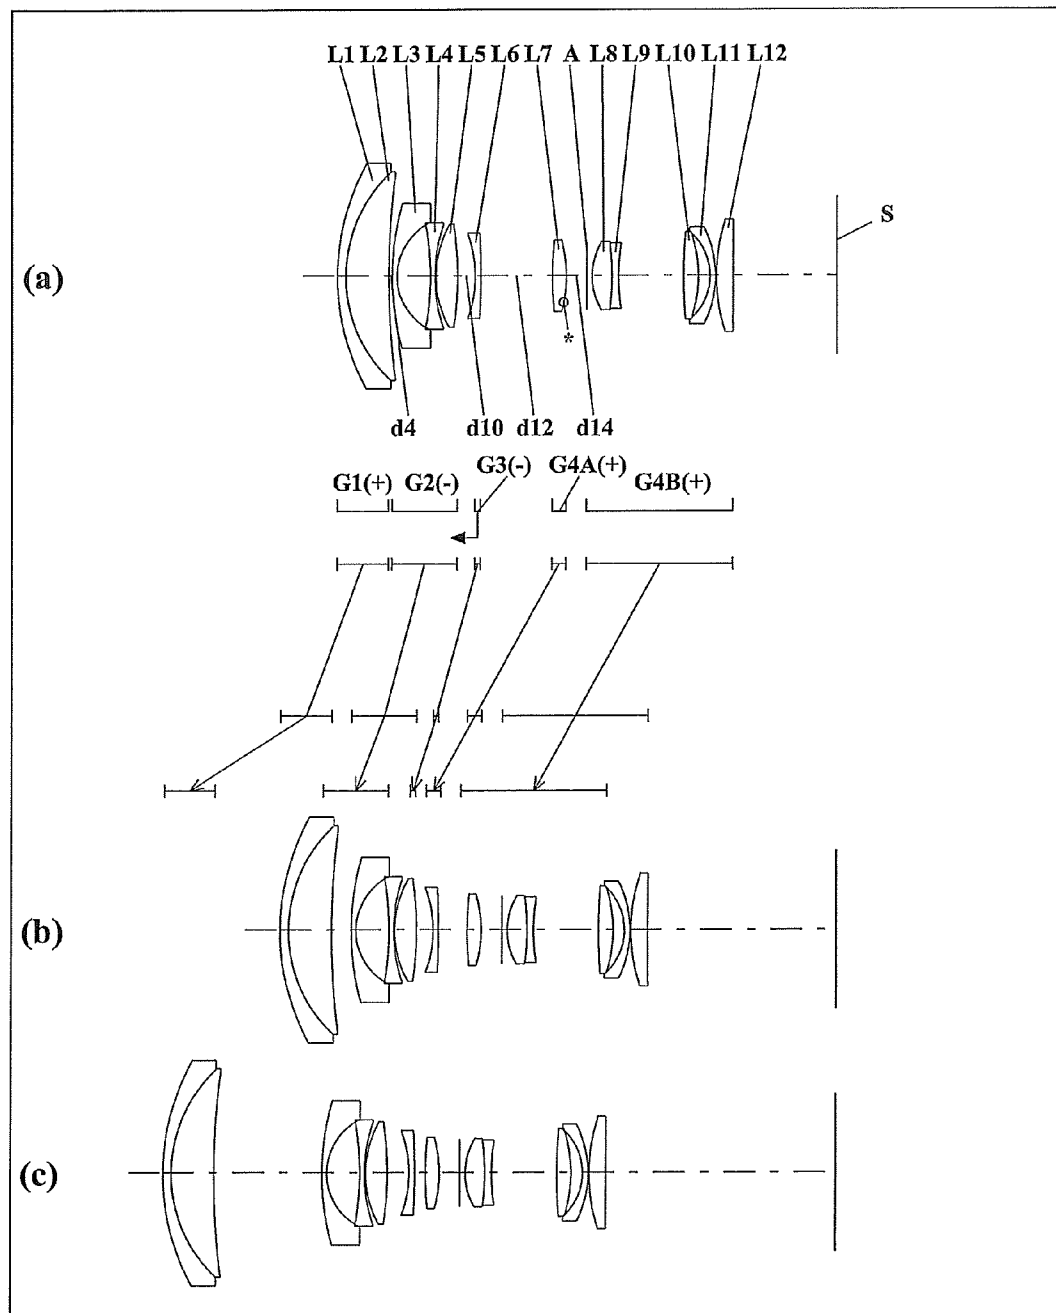 L1 L2 L3 L4 L5 L6 L7 A L8 L9 L10 L11 L12
S
(a)
*
d4 d10 d12 d14
G1(+) G2(-) G3(-) G4A(+) G4B(+)
(b)
(c)